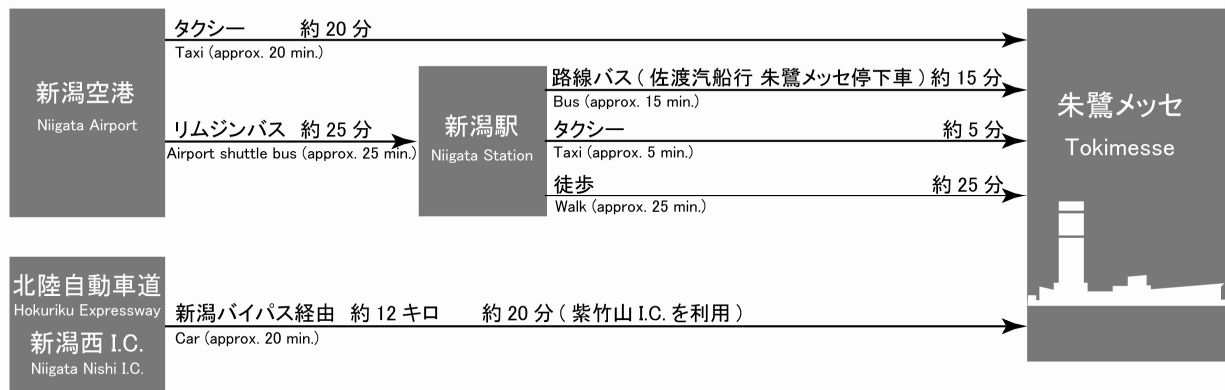 新潟空港
Niigata Airport
タクシー 約 20 分
Taxi (approx. 20 min.)
リムジンバス 約 25 分
Airport shuttle bus (approx. 25 min.)
新潟駅
Niigata Station
路線バス ( 佐渡汽船行 朱鷺メッセ停下車 ) 約 15 分
Bus (approx. 15 min.)
タクシー 約 5 分
Taxi (approx. 5 min.)
徒歩 約 25 分
Walk (approx. 25 min.)
朱鷺メッセ
Tokimesse
北陸自動車道
Hokuriku Expressway
新潟西 I.C.
Niigata Nishi I.C.
新潟バイパス経由 約 12 キロ 約 20 分 ( 紫竹山 I.C. を利用 )
Car (approx. 20 min.)